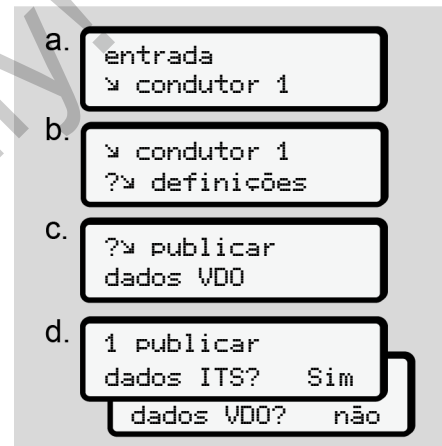 a.
entrada
↘ condutor 1
b.
↘ condutor 1
?↘ definições
c.
?↘ publicar
dados VDO
d.
1 publicar
dados ITS? Sim
dados VDO? não